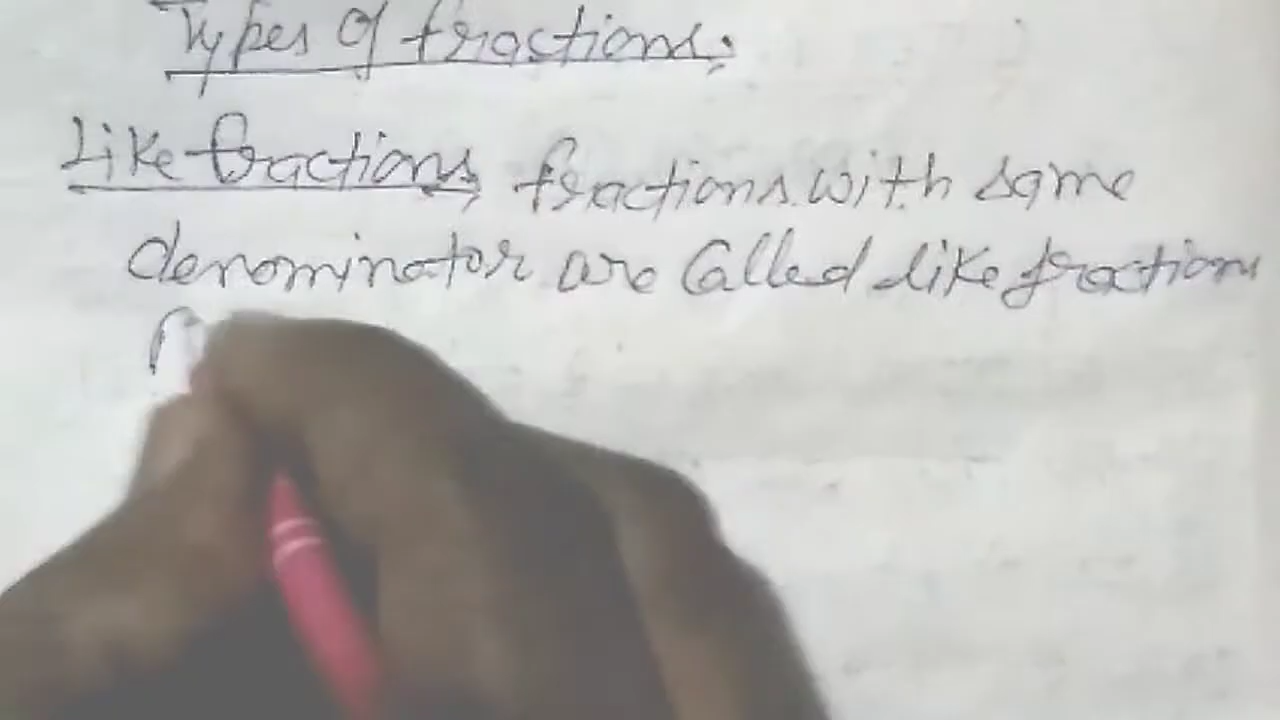 Types of fractions:
Like fractions, fractions with same
denominator are called like fractions